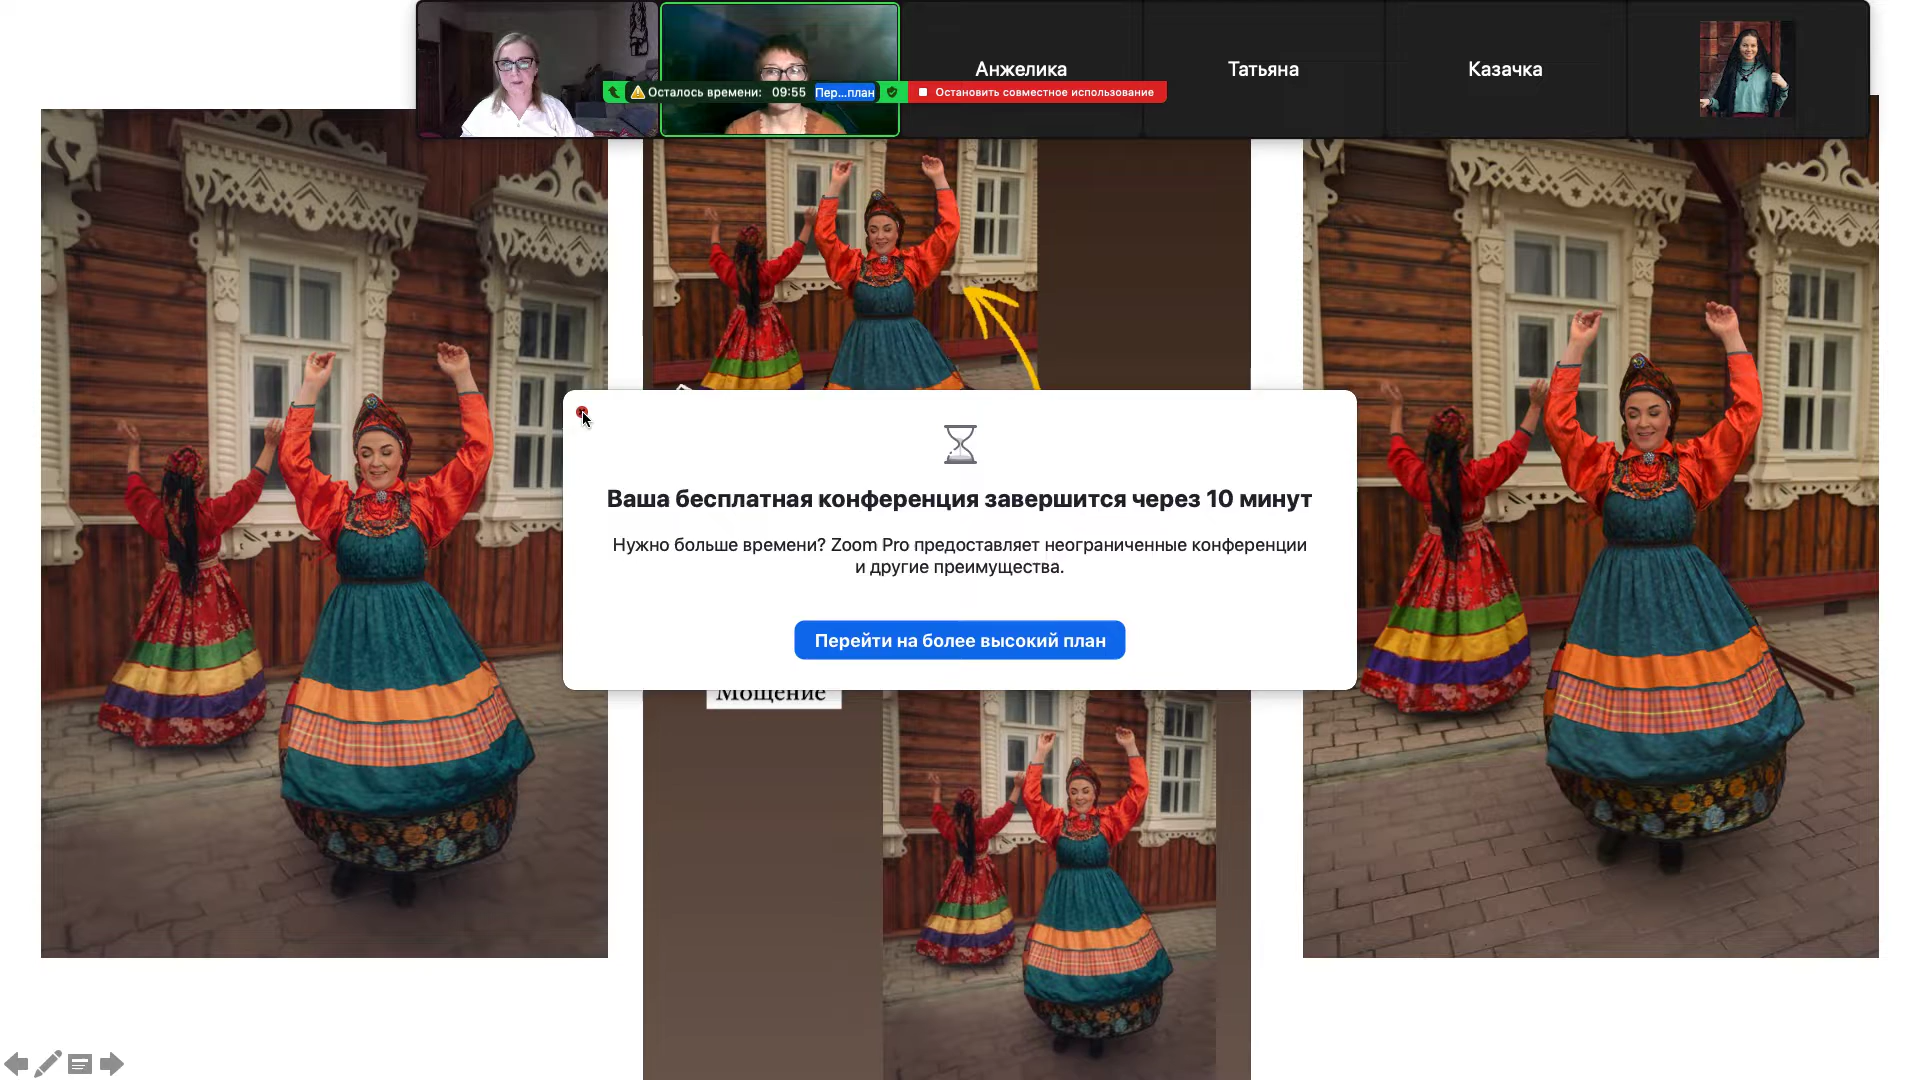 Анжелика
Татьяна
Казачка
Осталось времени: 09:55 Пер...план
Остановить совместное использование
Ваша бесплатная конференция завершится через 10 минут
Нужно больше времени? Zoom Pro предоставляет неограниченные конференции
и другие преимущества.
Перейти на более высокий план
Мощение